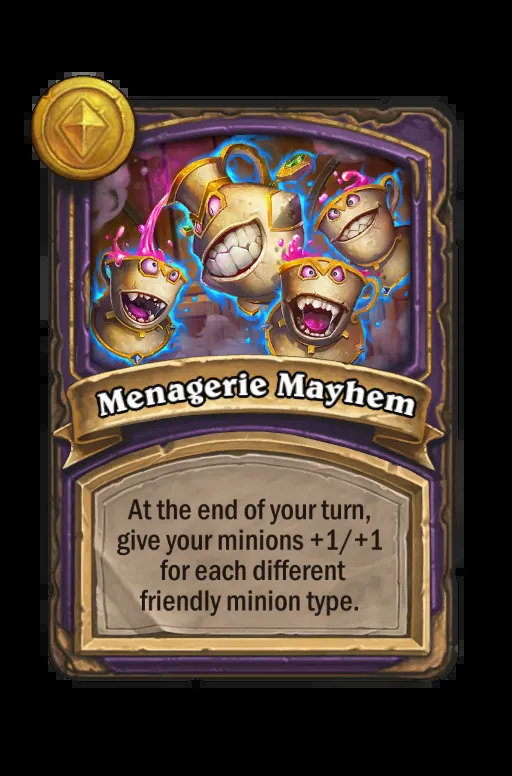 Menagerie Mayhem
At the end of your turn,
give your minions +1/+1
for each different
friendly minion type.